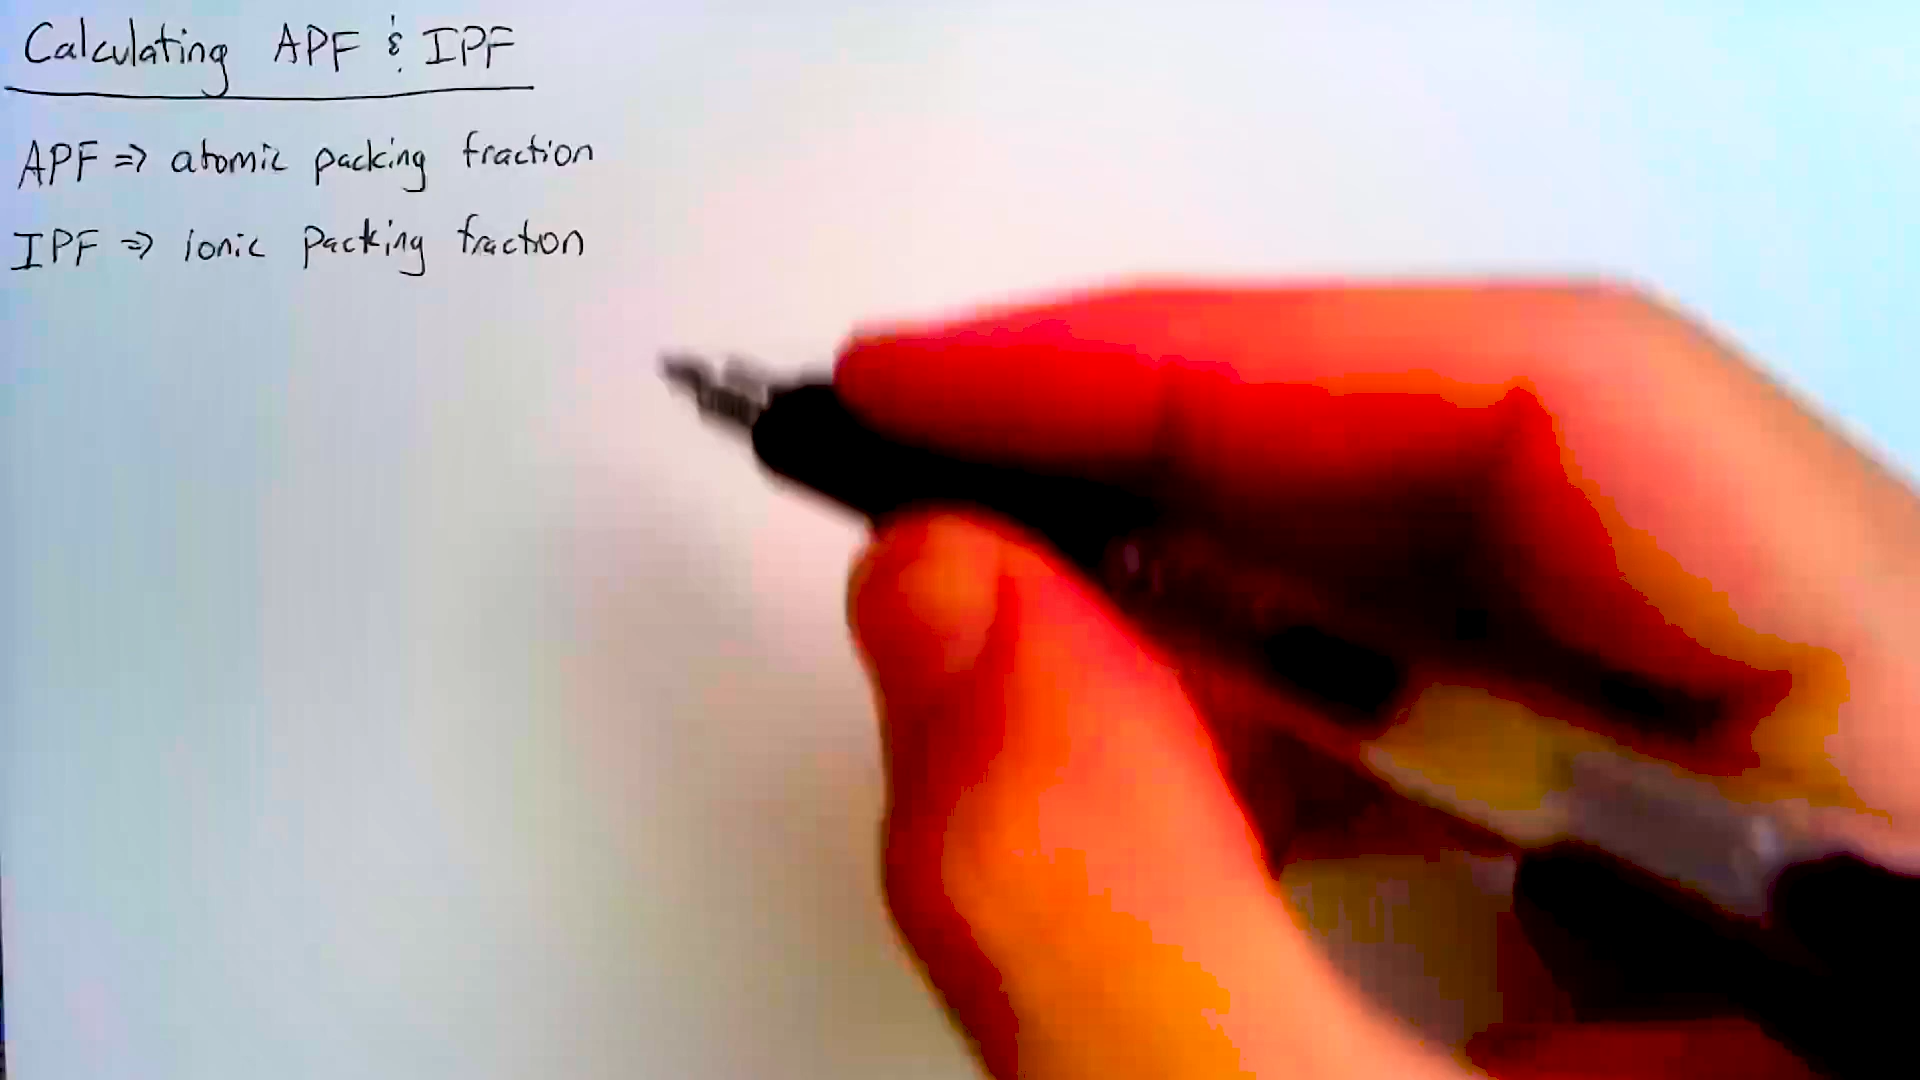 Calculating APF & IPF
APF => atomic packing fraction
IPF => ionic packing fraction